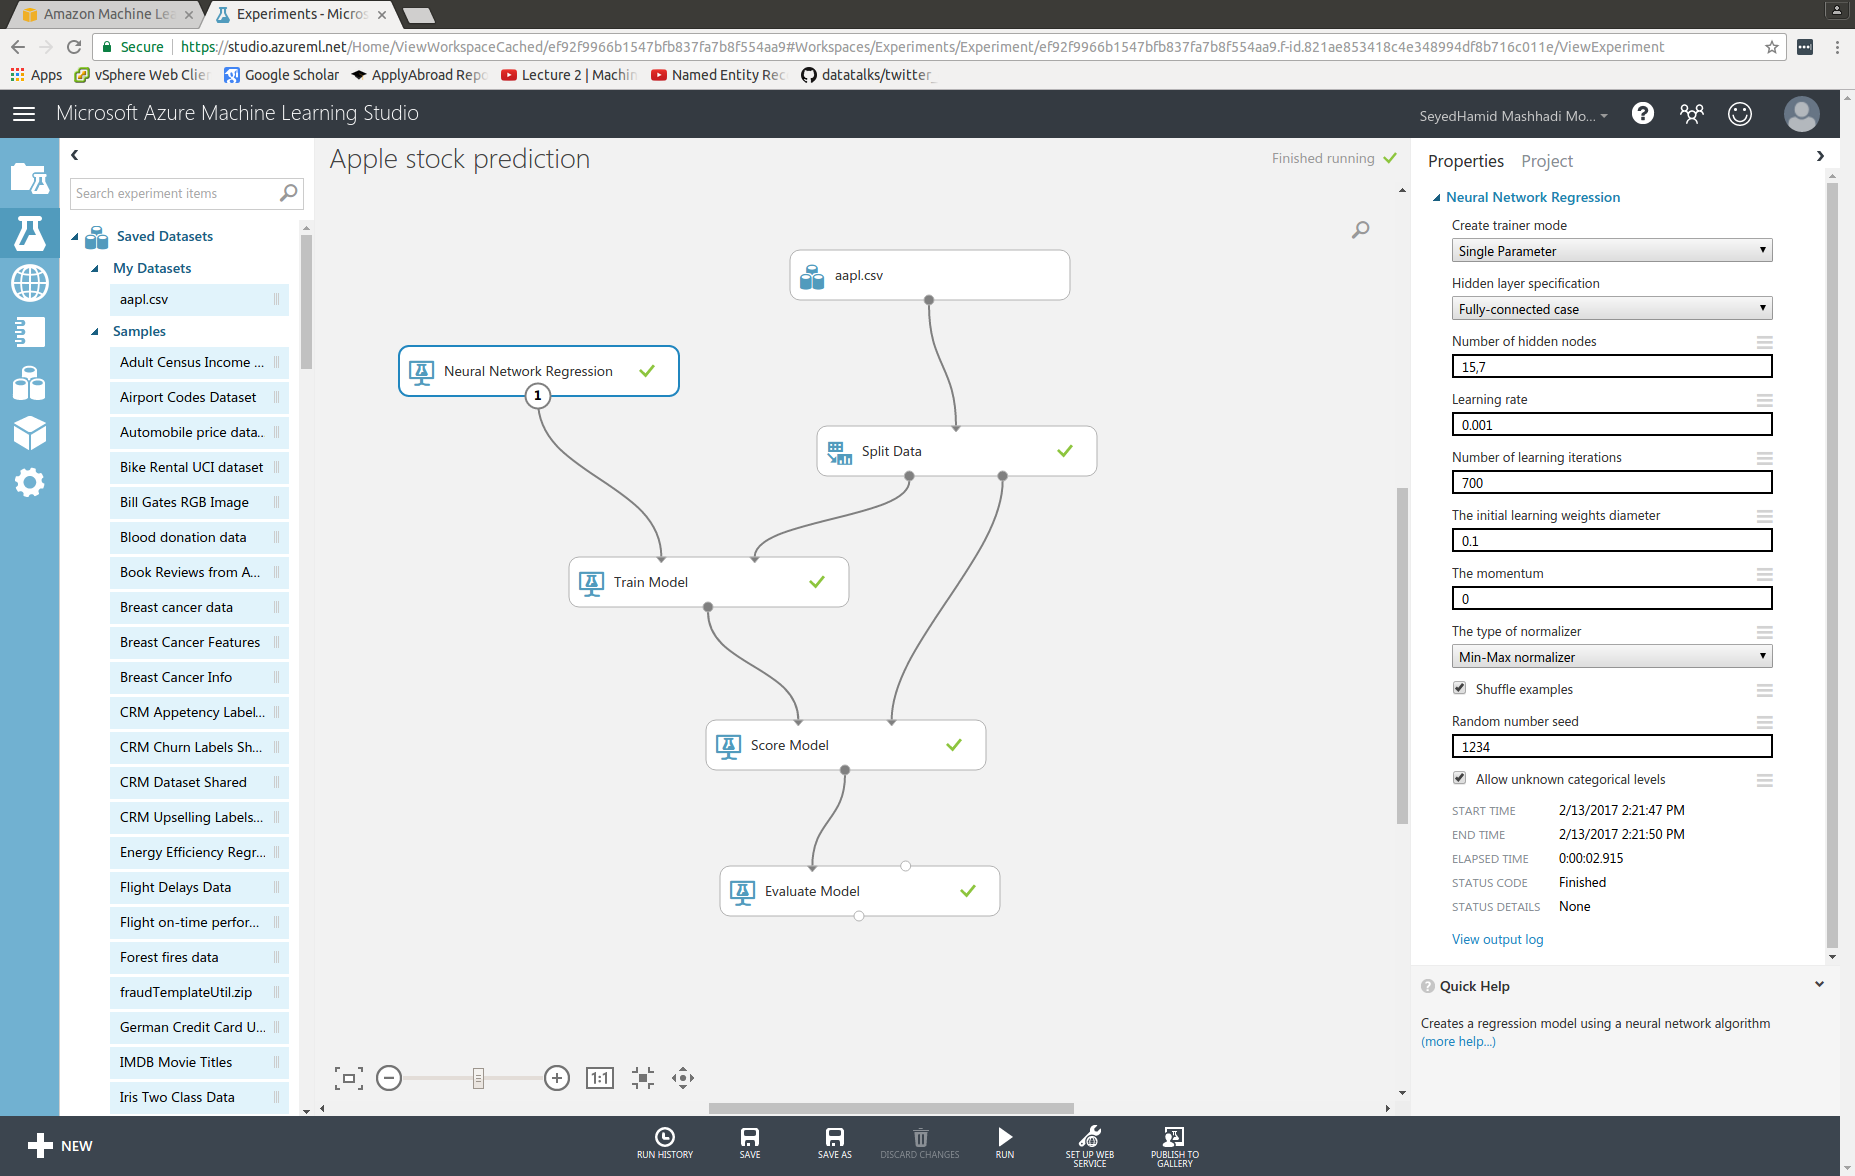 Amazon Machine Lea
Experiments - Micros
Secure
https://studio.azureml.net/Home/ViewWorkspaceCached/ef92f9966b1547bfb837fa7b8f554aa9#Workspaces/Experiments/Experiment/ef92f9966b1547bfb837fa7b8f554aa9.f-id.821ae853418c4e348994df8b716c011e/ViewExperiment
Apps
vSphere Web Clien
Google Scholar
ApplyAbroad Repo
Lecture 2 | Machin
Named Entity Rec
datatalks/twitter_
Microsoft Azure Machine Learning Studio
SeyedHamid Mashhadi Mo...
Search experiment items
Saved Datasets
My Datasets
aapl.csv
Samples
Adult Census Income ...
Airport Codes Dataset
Automobile price data..
Bike Rental UCI dataset
Bill Gates RGB Image
Blood donation data
Book Reviews from A...
Breast cancer data
Breast Cancer Features
Breast Cancer Info
CRM Appetency Label...
CRM Churn Labels Sh...
CRM Dataset Shared
CRM Upselling Labels...
Energy Efficiency Regr...
Flight Delays Data
Flight on-time perfor...
Forest fires data
fraudTemplateUtil.zip
German Credit Card U...
IMDB Movie Titles
Iris Two Class Data
Apple stock prediction
Finished running
aapl.csv
Neural Network Regression
1
Split Data
Train Model
Score Model
Evaluate Model
1:1
Properties
Project
Neural Network Regression
Create trainer mode
Single Parameter
Hidden layer specification
Fully-connected case
Number of hidden nodes
15,7
Learning rate
0.001
Number of learning iterations
700
The initial learning weights diameter
0.1
The momentum
0
The type of normalizer
Min-Max normalizer
Shuffle examples
Random number seed
1234
Allow unknown categorical levels
START TIME 2/13/2017 2:21:47 PM
END TIME 2/13/2017 2:21:50 PM
ELAPSED TIME 0:00:02.915
STATUS CODE Finished
STATUS DETAILS None
View output log
Quick Help
Creates a regression model using a neural network algorithm
(more help...)
NEW
RUN HISTORY
SAVE
SAVE AS
DISCARD CHANGES
RUN
SET UP WEB
SERVICE
PUBLISH TO
GALLERY